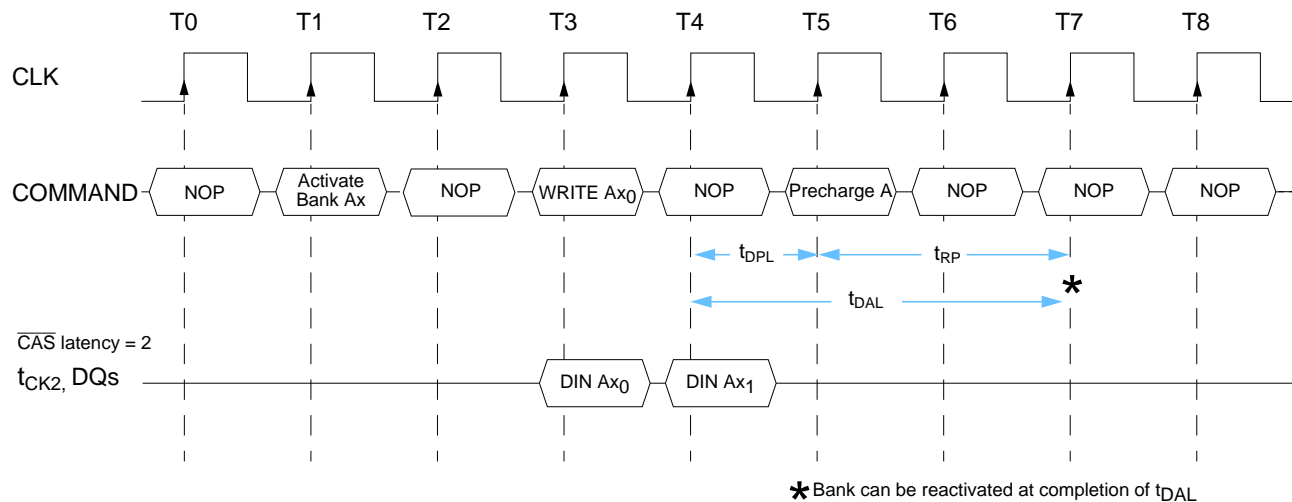 T0 T1 T2 T3 T4 T5 T6 T7 T8
CLK
COMMAND NOP Activate Bank Ax NOP WRITE Ax0 NOP Precharge A NOP NOP NOP
tDPL tRP
tDAL *
CAS latency = 2
tCK2, DQs DIN Ax0 DIN Ax1
* Bank can be reactivated at completion of tDAL